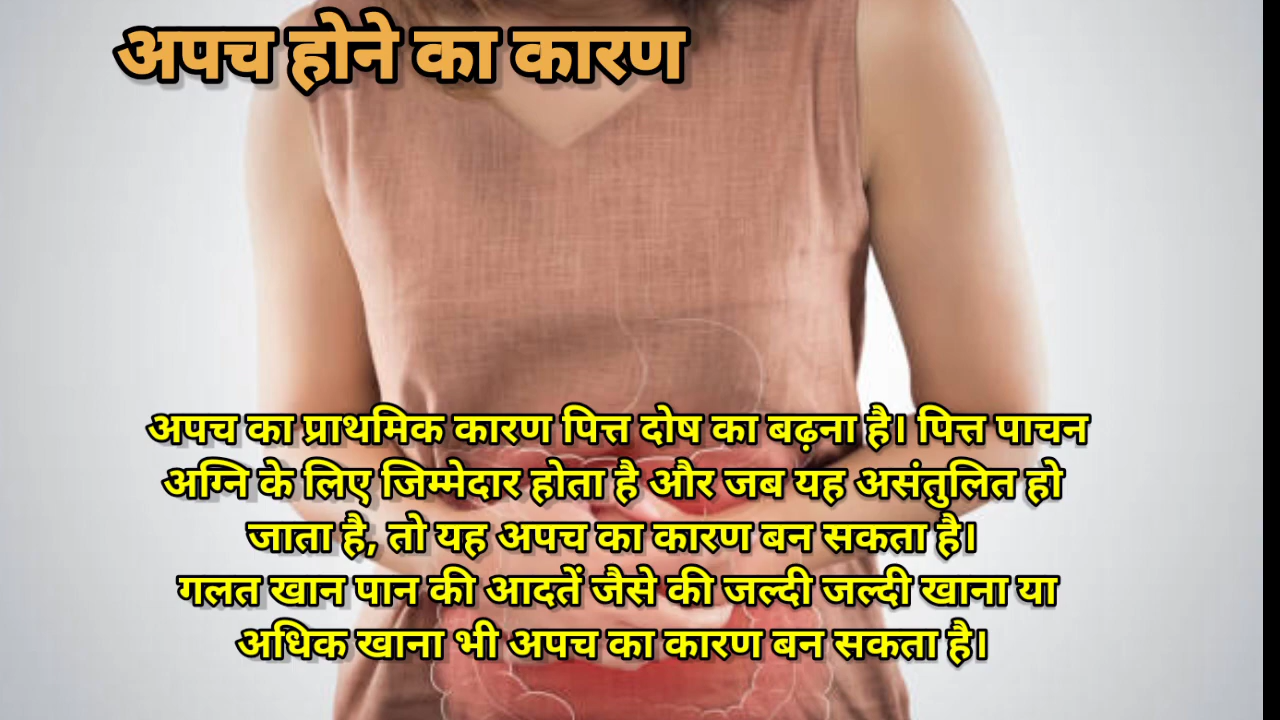 अपच होने का कारण
अपच का प्राथमिक कारण पित्त दोष का बढ़ना है। पित्त पाचन
अग्नि के लिए जिम्मेदार होता है और जब यह असंतुलित हो
जाता है, तो यह अपच का कारण बन सकता है।
गलत खान पान की आदतें जैसे की जल्दी जल्दी खाना या
अधिक खाना भी अपच का कारण बन सकता है।